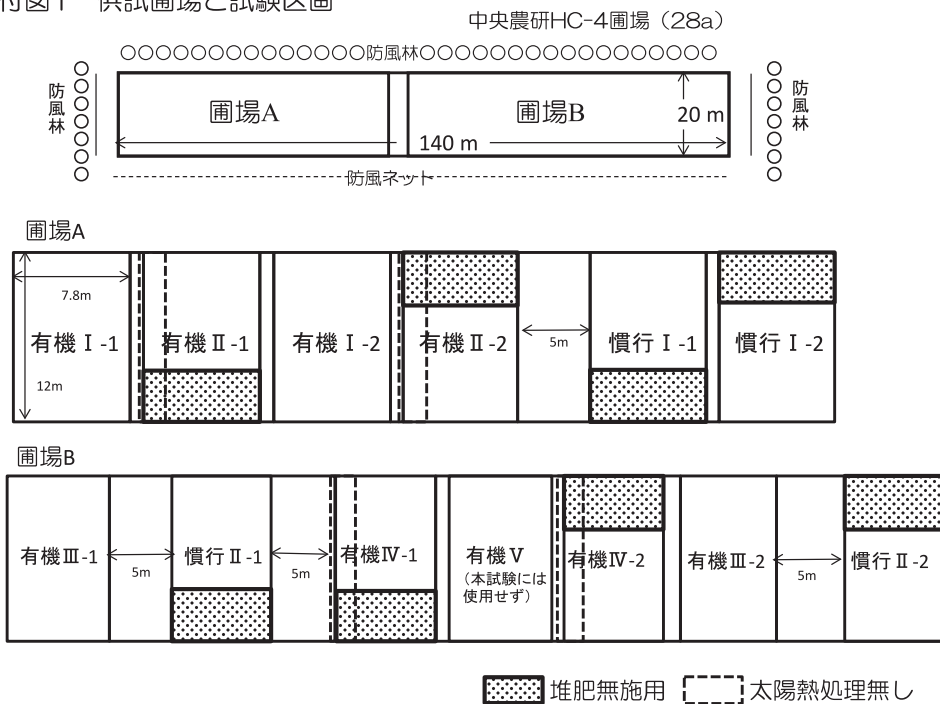 付図1 供試圃場と試験区画
中央農研HC-4圃場（28a）
防風林
防風林
防風林
圃場A
圃場B
20 m
140 m
防風ネット
圃場A
7.8m
12m
有機Ⅰ-1
有機Ⅱ-1
有機Ⅰ-2
有機Ⅱ-2
5m
慣行Ⅰ-1
慣行Ⅰ-2
圃場B
有機Ⅲ-1
5m
慣行Ⅱ-1
5m
有機Ⅳ-1
有機Ⅴ
（本試験には
使用せず）
有機Ⅳ-2
有機Ⅲ-2
5m
慣行Ⅱ-2
堆肥無施用
太陽熱処理無し